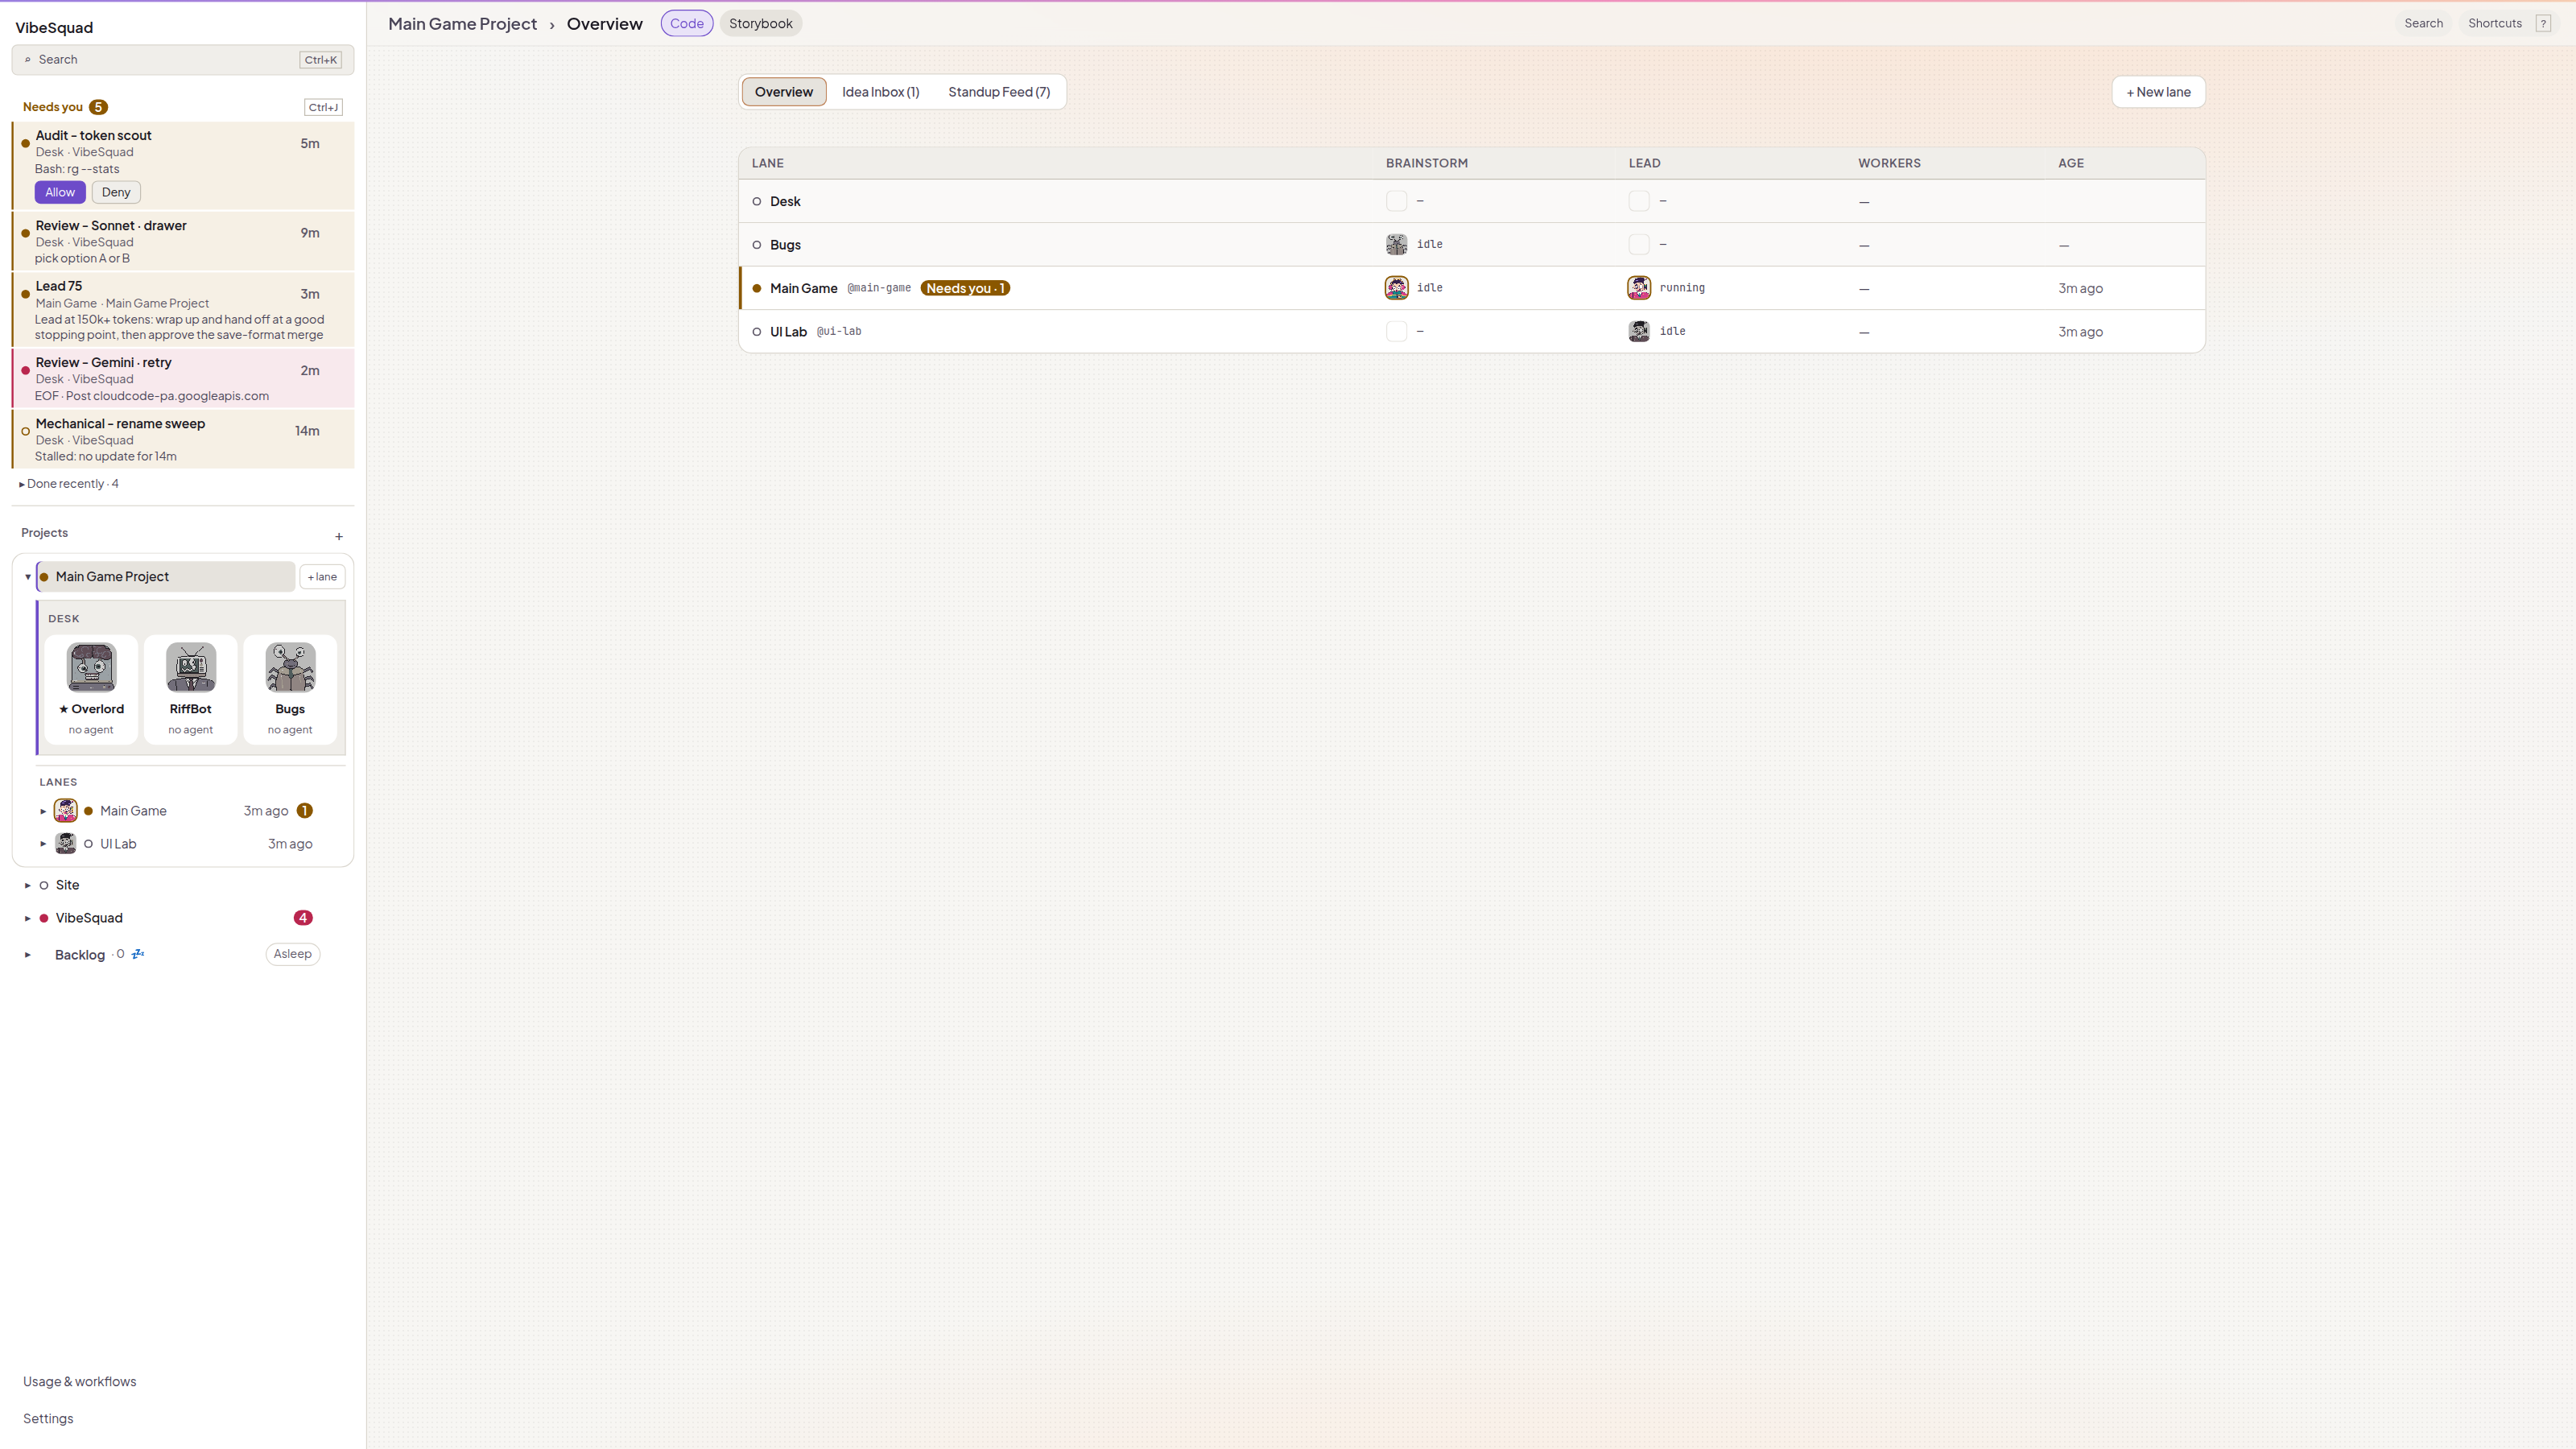 VibeSquad
Search Ctrl+K
Needs you 5 Ctrl+J
Audit – token scout 5m
Desk · VibeSquad
Bash: rg --stats
Allow Deny
Review – Sonnet · drawer 9m
Desk · VibeSquad
pick option A or B
Lead 75 3m
Main Game · Main Game Project
Lead at 150k+ tokens: wrap up and hand off at a good
stopping point, then approve the save-format merge
Review – Gemini · retry 2m
Desk · VibeSquad
EOF · Post cloudcode-pa.googleapis.com
Mechanical – rename sweep 14m
Desk · VibeSquad
Stalled: no update for 14m
▸ Done recently · 4
Projects +
▾ Main Game Project + lane
DESK
★ Overlord RiffBot Bugs
no agent no agent no agent
LANES
▸ Main Game 3m ago 1
▸ UI Lab 3m ago
▸ Site
▸ VibeSquad 4
▸ Backlog · 0 💤 Asleep
Usage & workflows
Settings
Main Game Project › Overview Code Storybook Search Shortcuts ?
Overview Idea Inbox (1) Standup Feed (7) + New lane
LANE BRAINSTORM LEAD WORKERS AGE
Desk – – —
Bugs idle – — —
Main Game @main-game Needs you · 1 idle running — 3m ago
UI Lab @ui-lab – idle — 3m ago